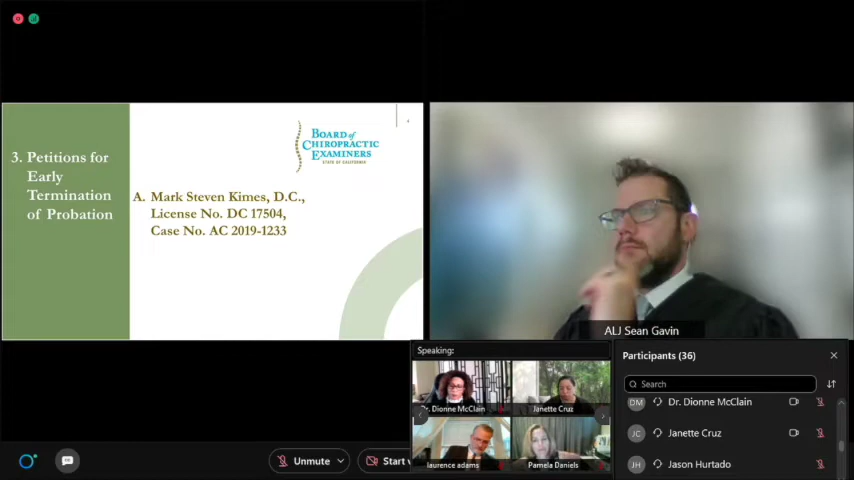 3. Petitions for
Early
Termination
of Probation
BOARD of
CHIROPRACTIC
EXAMINERS
STATE OF CALIFORNIA
A. Mark Steven Kimes, D.C.,
License No. DC 17504,
Case No. AC 2019-1233
ALJ Sean Gavin
Speaking:
Dr. Dionne McClain
Janette Cruz
laurence adams
Pamela Daniels
Participants (36)
Search
DM Dr. Dionne McClain
JC Janette Cruz
JH Jason Hurtado
Unmute
Start v